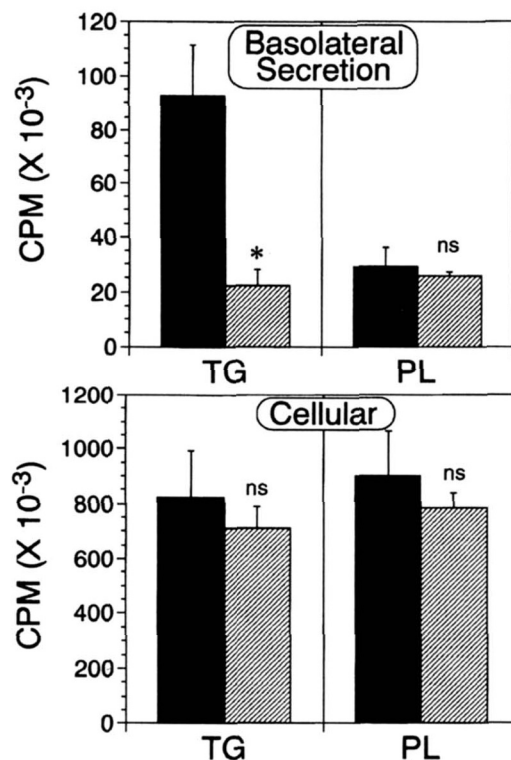 Basolateral
Secretion
CPM (X 10⁻³)
120
100
80
60
40
20
0
*
ns
TG PL
Cellular
CPM (X 10⁻³)
1200
1000
800
600
400
200
0
ns
ns
TG PL